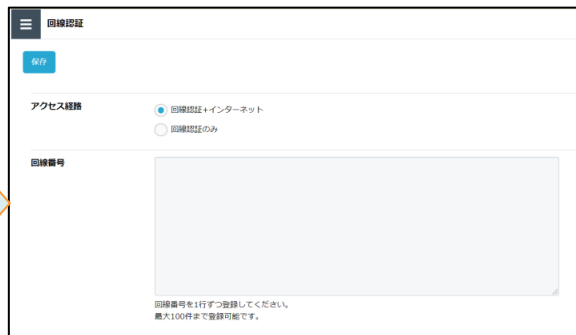 回線認証
保存
アクセス経路
回線認証+インターネット
回線認証のみ
回線番号
回線番号を1行ずつ登録してください。
最大100件まで登録可能です。